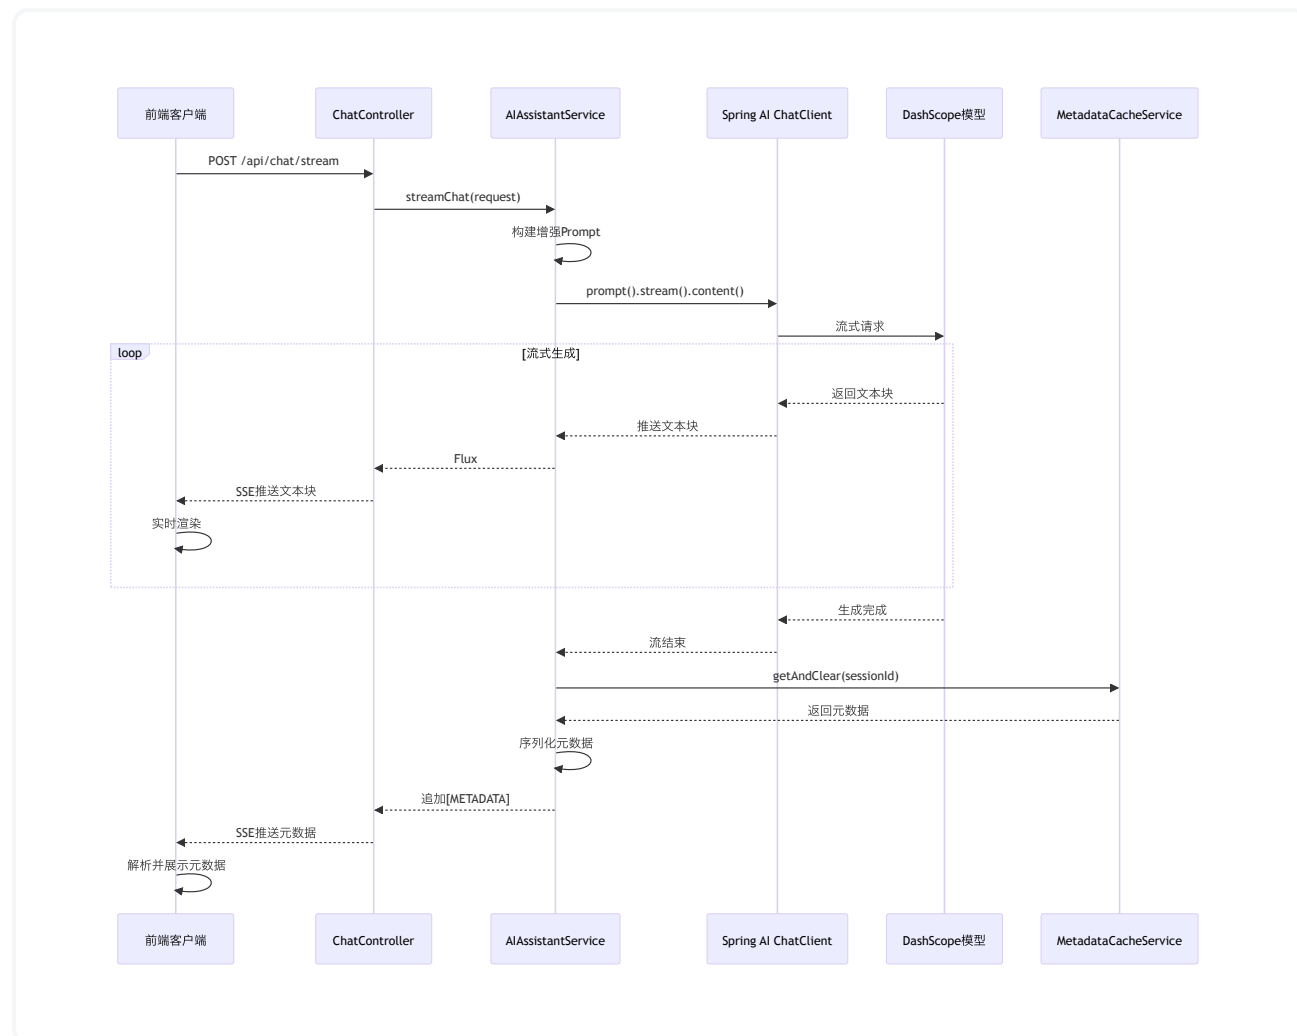 前端客户端
ChatController
AIAssistantService
Spring AI ChatClient
DashScope模型
MetadataCacheService
POST /api/chat/stream
streamChat(request)
构建增强Prompt
prompt().stream().content()
流式请求
loop
[流式生成]
返回文本块
推送文本块
Flux
SSE推送文本块
实时渲染
生成完成
流结束
getAndClear(sessionId)
返回元数据
序列化元数据
追加[METADATA]
SSE推送元数据
解析并展示元数据
前端客户端
ChatController
AIAssistantService
Spring AI ChatClient
DashScope模型
MetadataCacheService